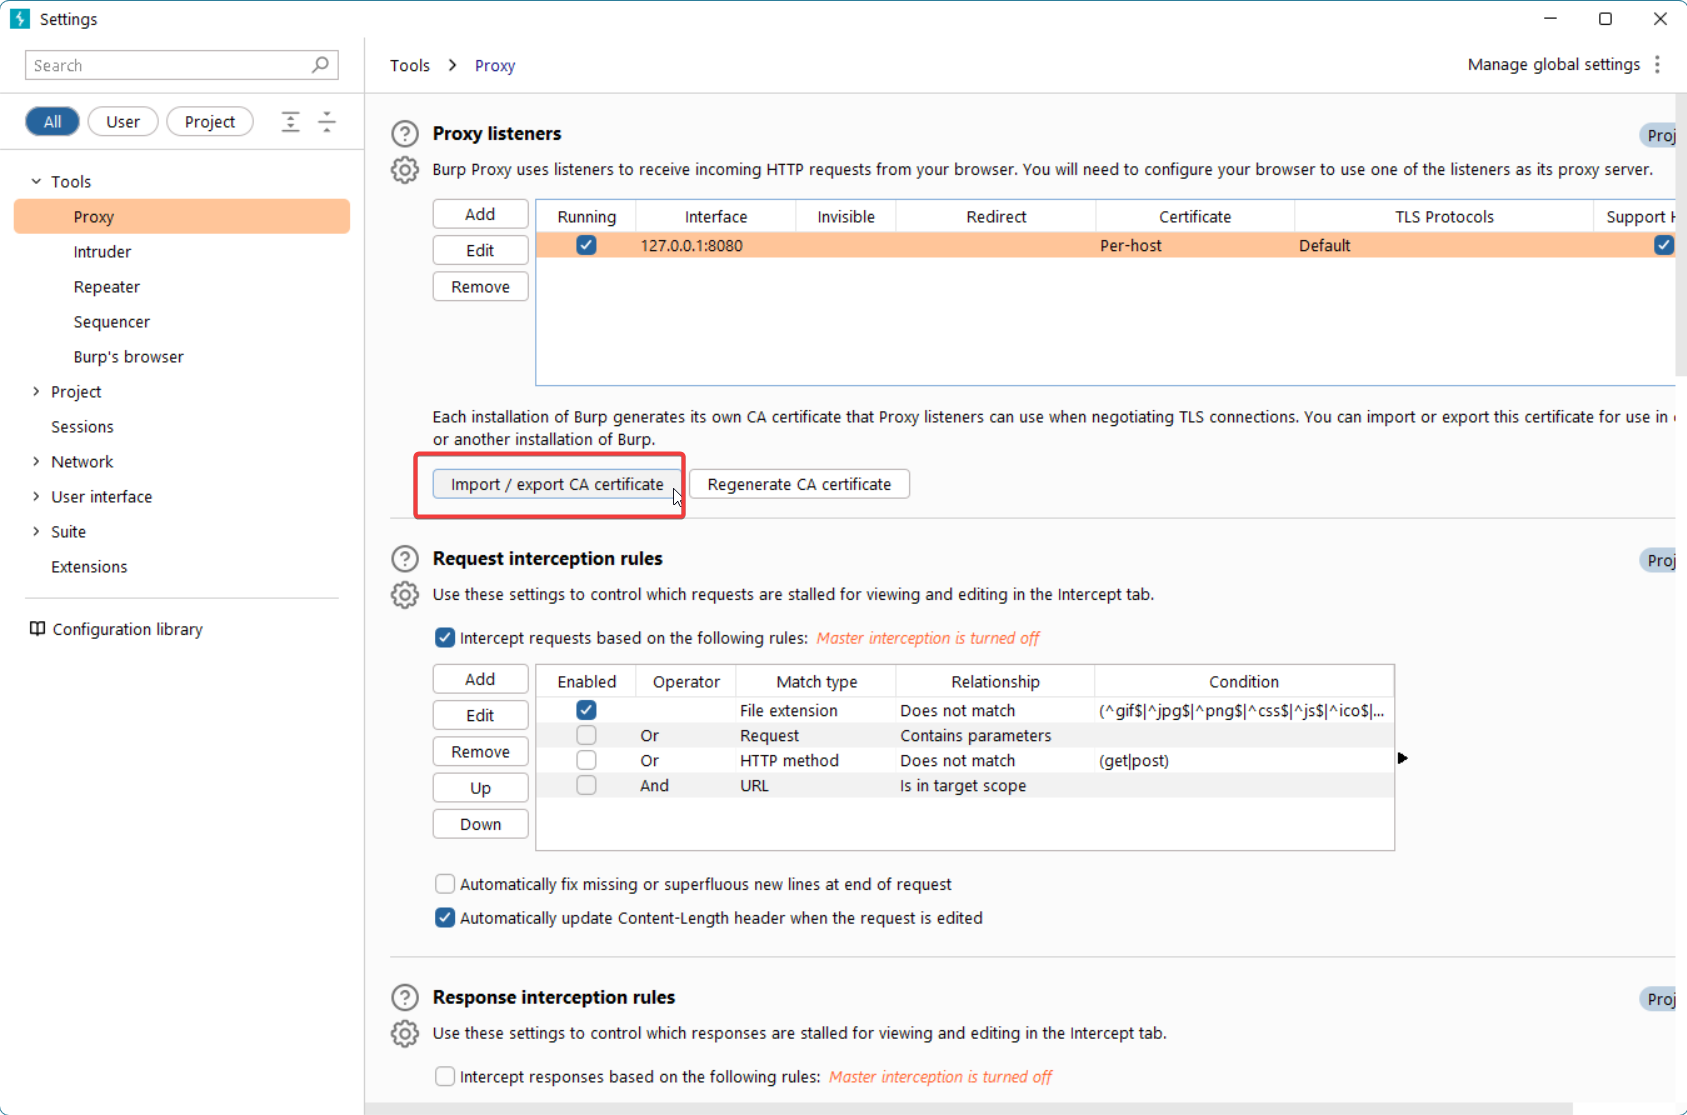 Settings
Search
Tools > Proxy
Manage global settings
All
User
Project
Tools
Proxy
Intruder
Repeater
Sequencer
Burp's browser
Project
Sessions
Network
User interface
Suite
Extensions
Configuration library
Proxy listeners
Proj
Burp Proxy uses listeners to receive incoming HTTP requests from your browser. You will need to configure your browser to use one of the listeners as its proxy server.
Add
Edit
Remove
Running Interface Invisible Redirect Certificate TLS Protocols Support H
127.0.0.1:8080 Per-host Default
Each installation of Burp generates its own CA certificate that Proxy listeners can use when negotiating TLS connections. You can import or export this certificate for use in
or another installation of Burp.
Import / export CA certificate
Regenerate CA certificate
Request interception rules
Proj
Use these settings to control which requests are stalled for viewing and editing in the Intercept tab.
Intercept requests based on the following rules: Master interception is turned off
Add
Edit
Remove
Up
Down
Enabled Operator Match type Relationship Condition
File extension Does not match (^gif$|^jpg$|^png$|^css$|^js$|^ico$|...
Or Request Contains parameters
Or HTTP method Does not match (get|post)
And URL Is in target scope
Automatically fix missing or superfluous new lines at end of request
Automatically update Content-Length header when the request is edited
Response interception rules
Proj
Use these settings to control which responses are stalled for viewing and editing in the Intercept tab.
Intercept responses based on the following rules: Master interception is turned off